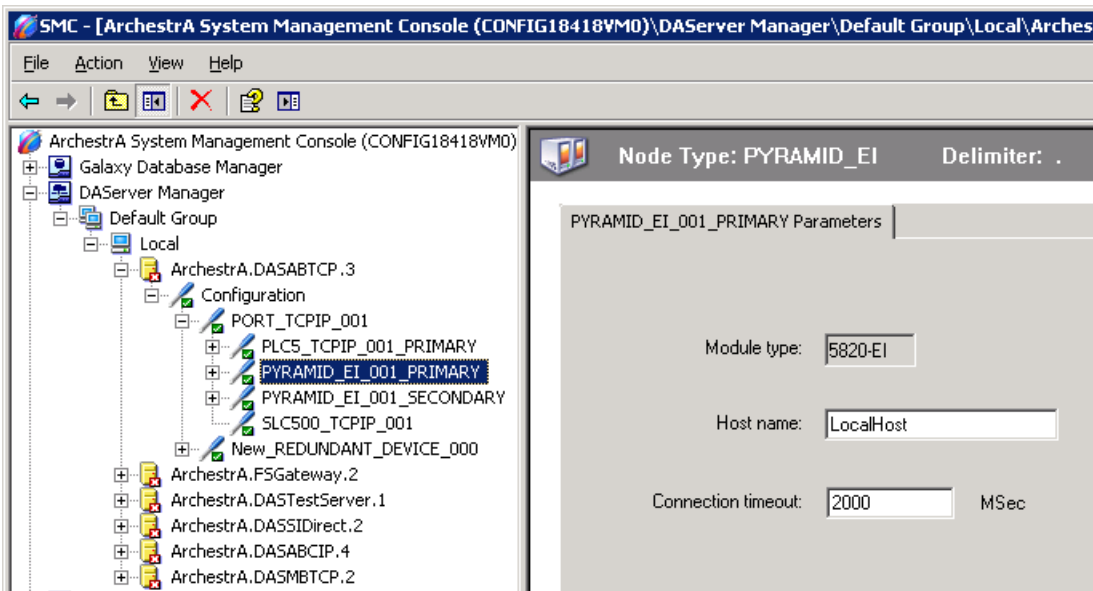 SMC - [ArchestrA System Management Console (CONFIG18418VM0)\DAServer Manager\Default Group\Local\Arches
File Action View Help
ArchestrA System Management Console (CONFIG18418VM0)
Galaxy Database Manager
DAServer Manager
Default Group
Local
ArchestrA.DASABTCP.3
Configuration
PORT_TCPIP_001
PLC5_TCPIP_001_PRIMARY
PYRAMID_EI_001_PRIMARY
PYRAMID_EI_001_SECONDARY
SLC500_TCPIP_001
New_REDUNDANT_DEVICE_000
ArchestrA.FSGateway.2
ArchestrA.DASTestServer.1
ArchestrA.DASSIDirect.2
ArchestrA.DASABCIP.4
ArchestrA.DASMBTCP.2
Node Type: PYRAMID_EI Delimiter: .
PYRAMID_EI_001_PRIMARY Parameters
Module type: 5820-EI
Host name: LocalHost
Connection timeout: 2000 MSec